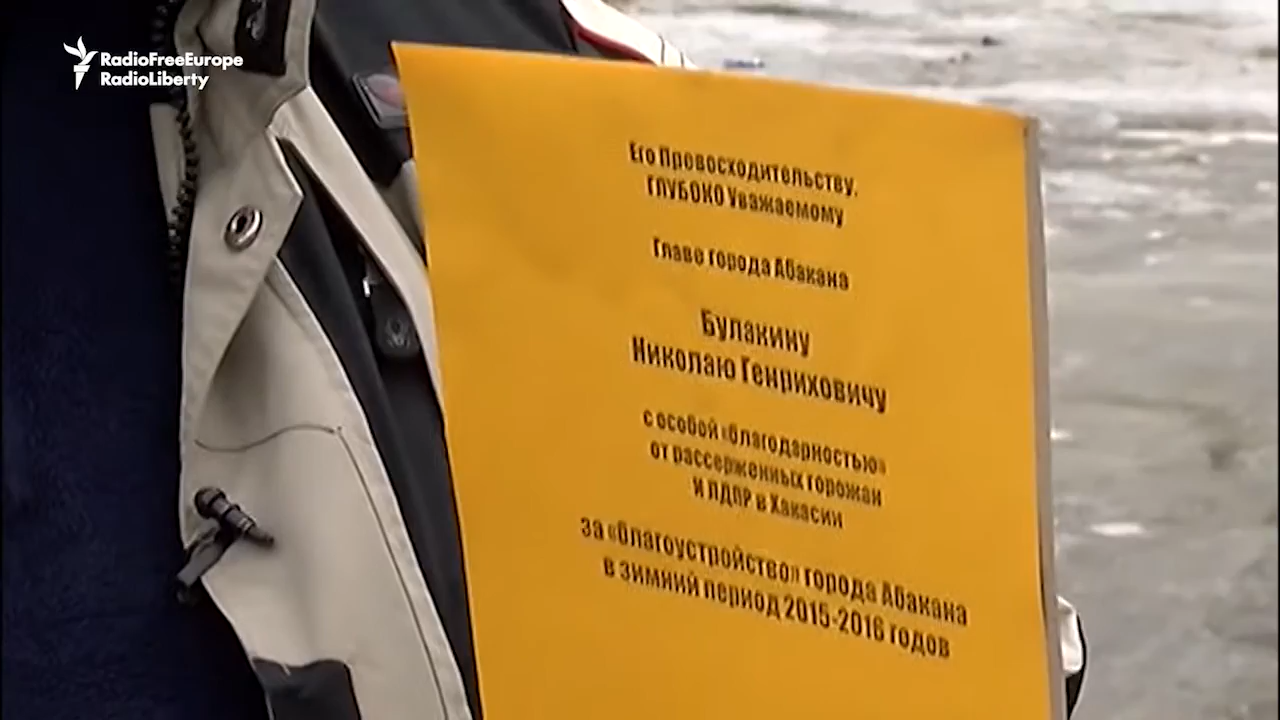 RadioFreeEurope
RadioLiberty
Его Превосходительству,
ГЛУБОКО Уважаемому
Главе города Абакана
Булакину
Николаю Генриховичу
с особой «благодарностью»
от рассерженных горожан
и ЛДПР в Хакасии
за «благоустройство» города Абакана
в зимний период 2015-2016 годов